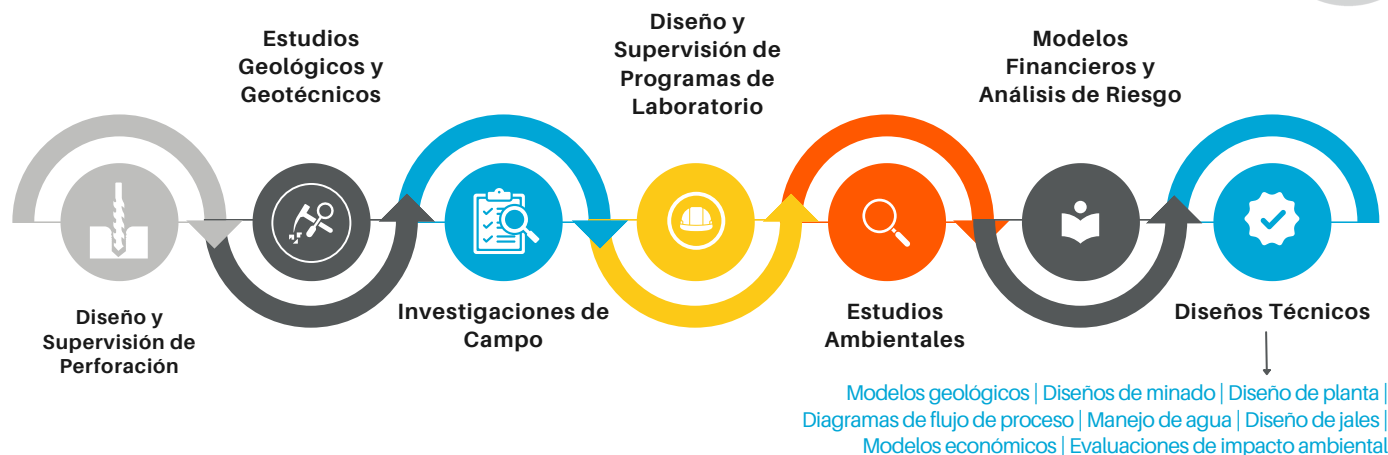 Diseño y
Supervisión de
Perforación
Estudios
Geológicos y
Geotécnicos
Investigaciones de
Campo
Diseño y
Supervisión de
Programas de
Laboratorio
Estudios
Ambientales
Modelos
Financieros y
Análisis de Riesgo
Diseños Técnicos
Modelos geológicos | Diseños de minado | Diseño de planta |
Diagramas de flujo de proceso | Manejo de agua | Diseño de jales |
Modelos económicos | Evaluaciones de impacto ambiental